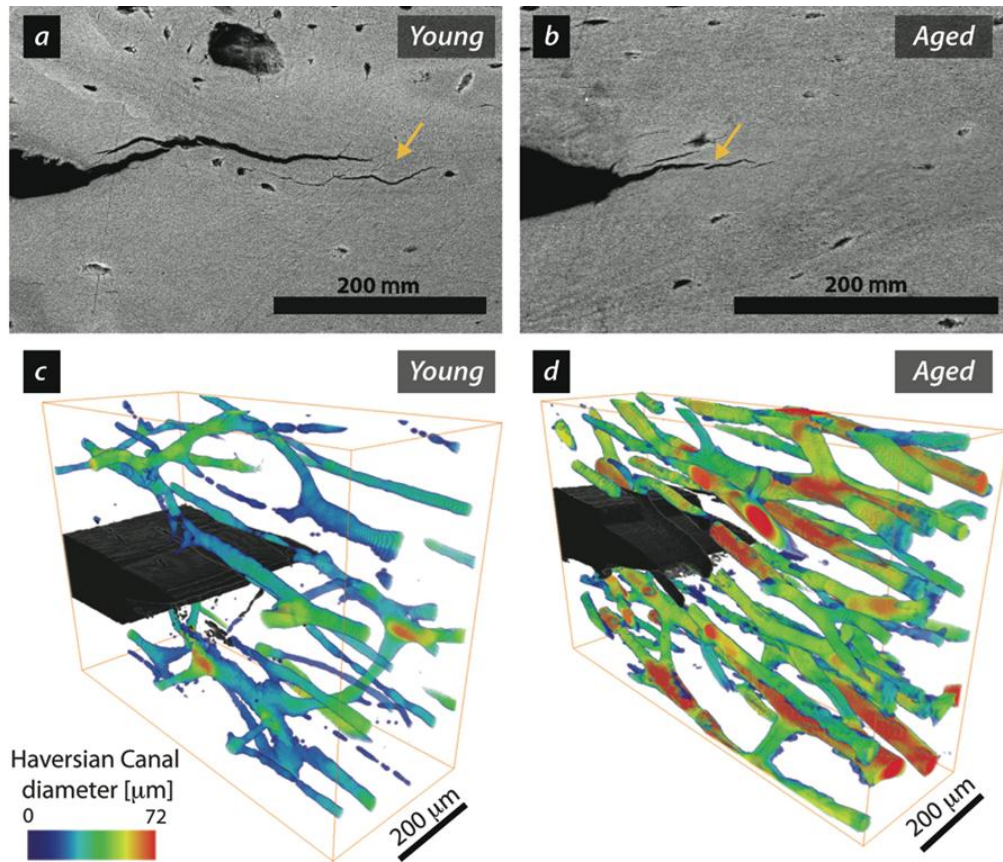 a
Young
200 mm
b
Aged
200 mm
c
Young
Haversian Canal
diameter [μm]
0
72
200 μm
d
Aged
200 μm